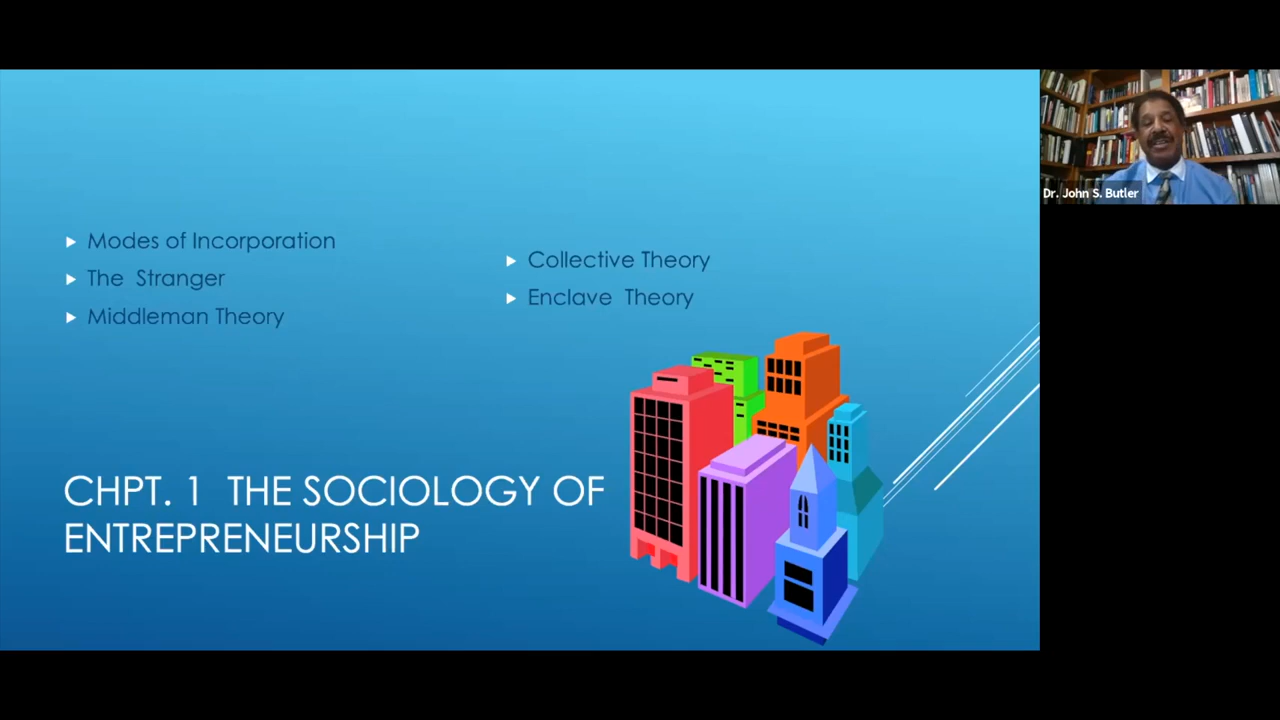 Modes of Incorporation
The Stranger
Middleman Theory
Collective Theory
Enclave Theory
CHPT. 1 THE SOCIOLOGY OF
ENTREPRENEURSHIP
Dr. John S. Butler